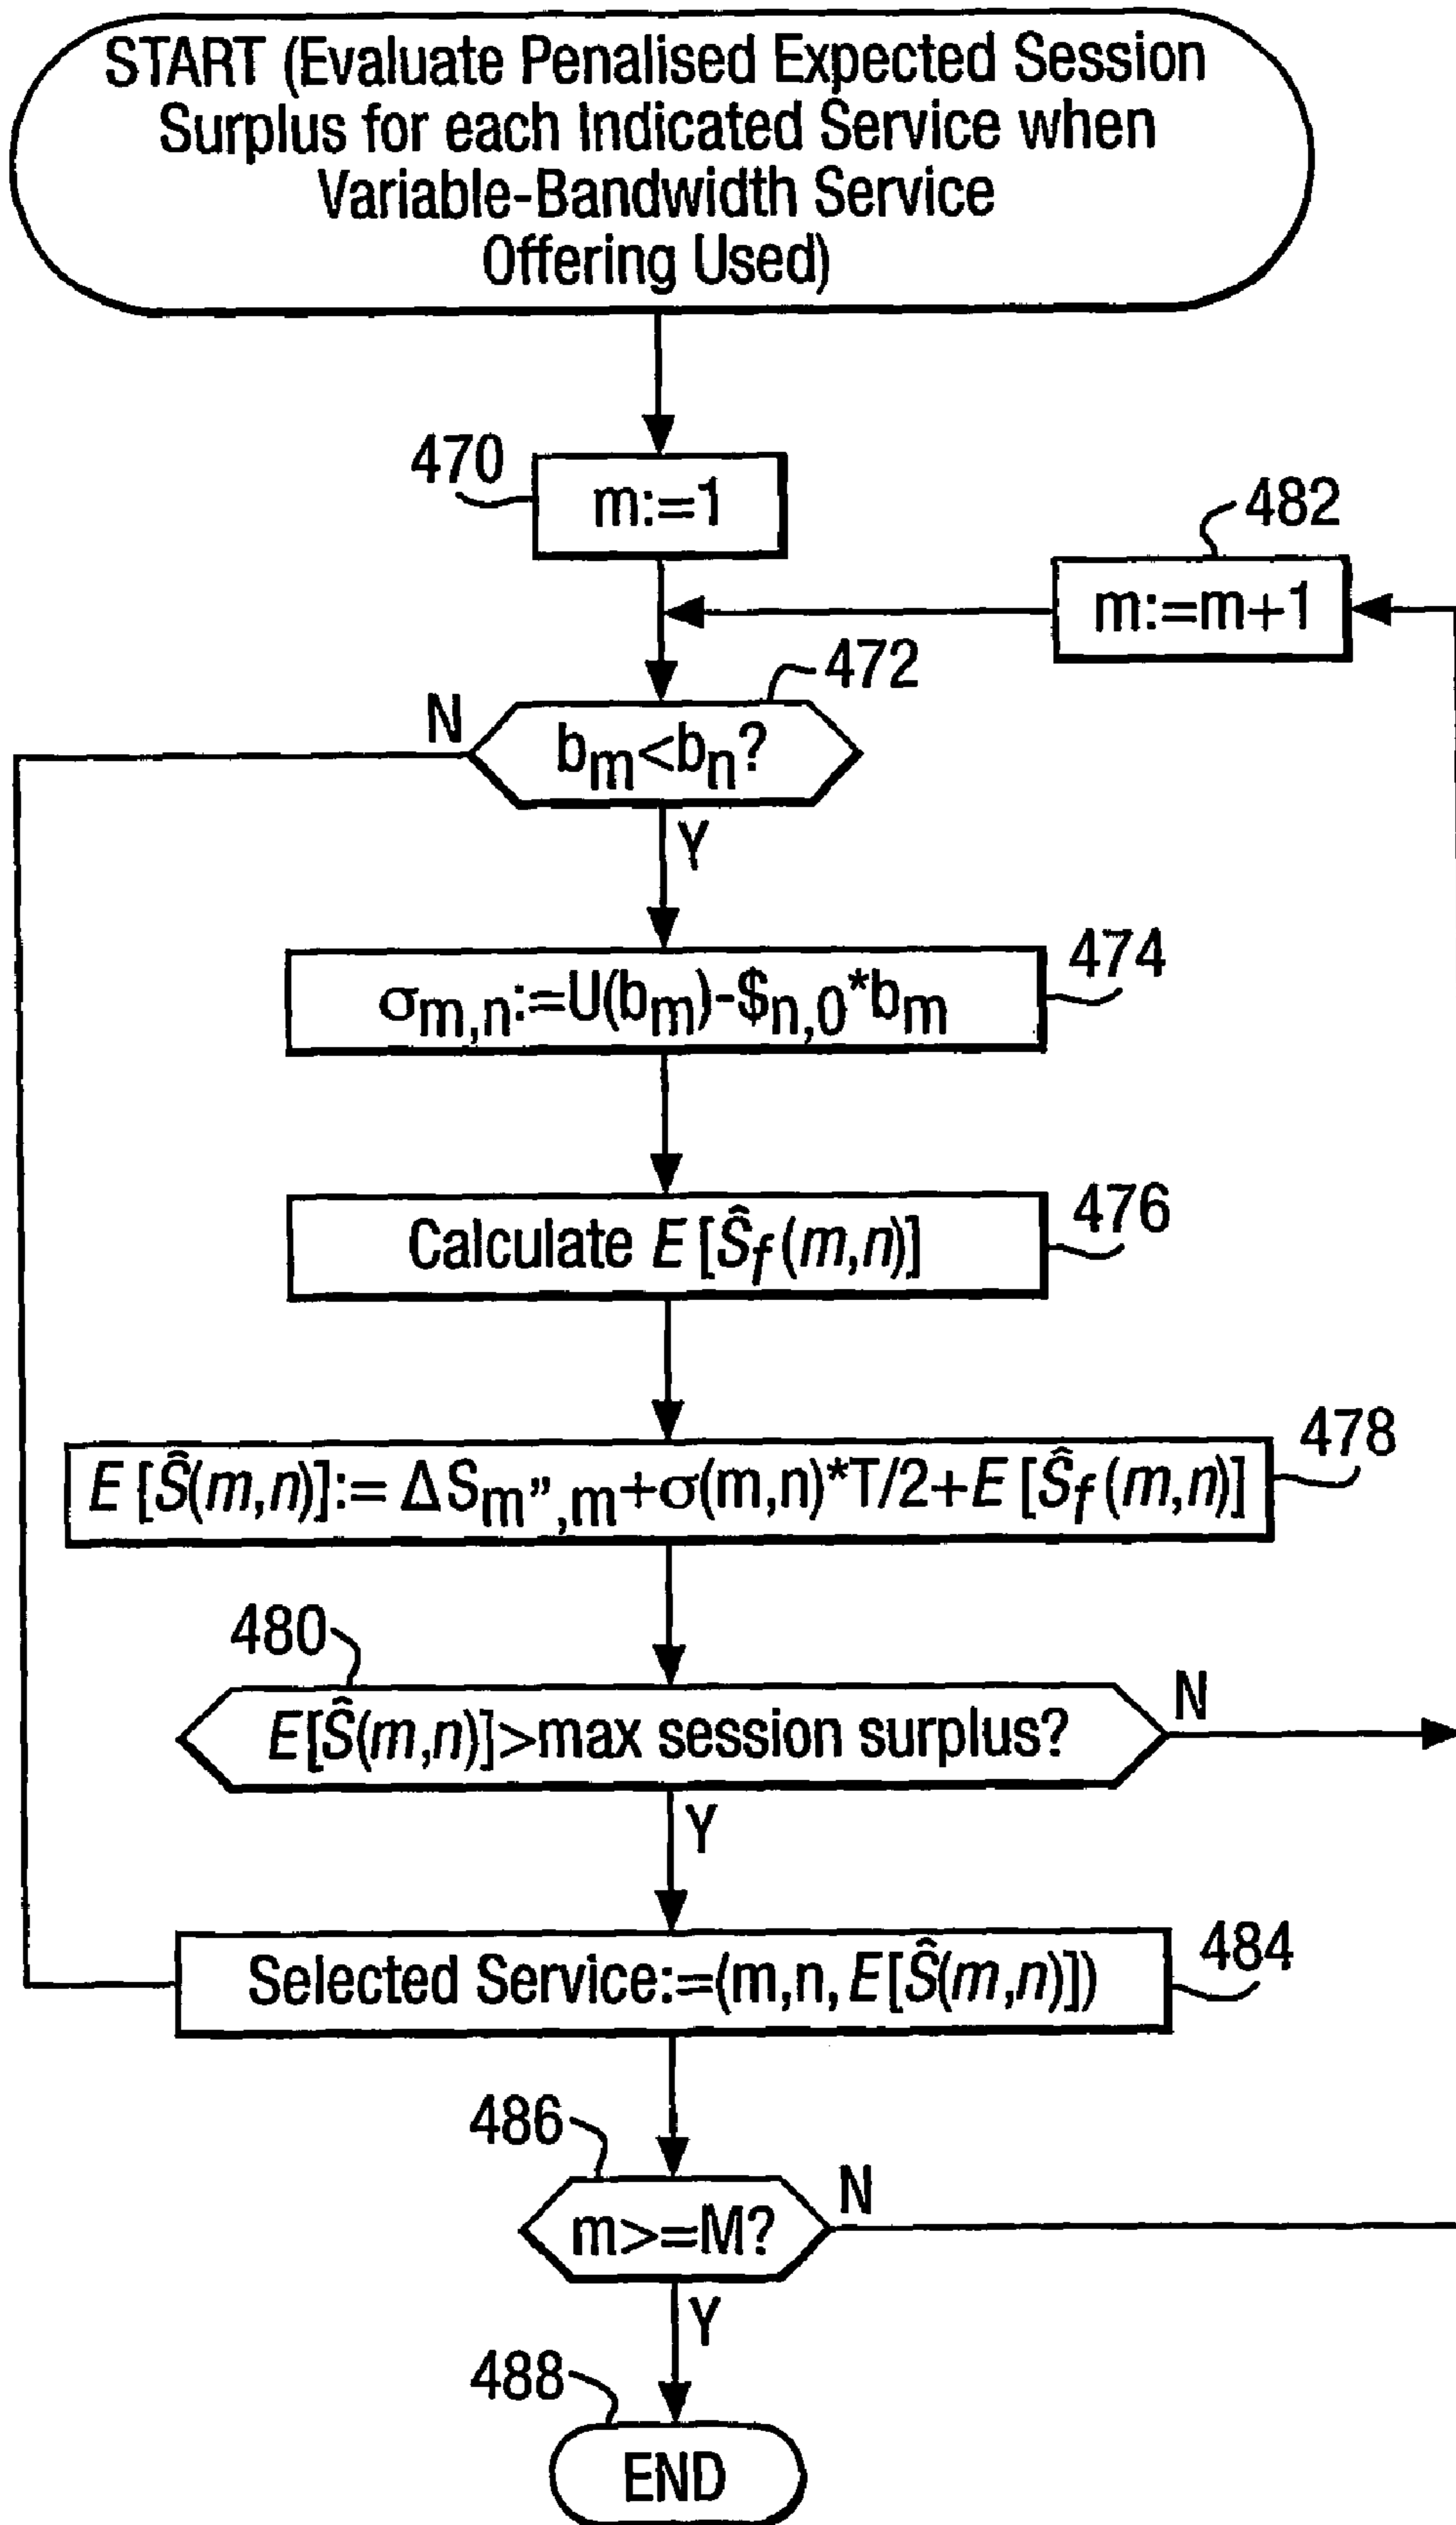 START (Evaluate Penalised Expected Session
Surplus for each Indicated Service when
Variable-Bandwidth Service
Offering Used)
470
m:=1
482
m:=m+1
472
N
bm<bn?
Y
474
σm,n:=U(bm)-$n,0*bm
476
Calculate E [Ŝf (m,n)]
478
E [Ŝ(m,n)]:= ΔSm”,m+σ(m,n)*T/2+E [Ŝf (m,n)]
480
E[Ŝ(m,n)]>max session surplus?
N
Y
484
Selected Service:=(m,n, E[Ŝ(m,n)])
486
m>=M?
N
Y
488
END